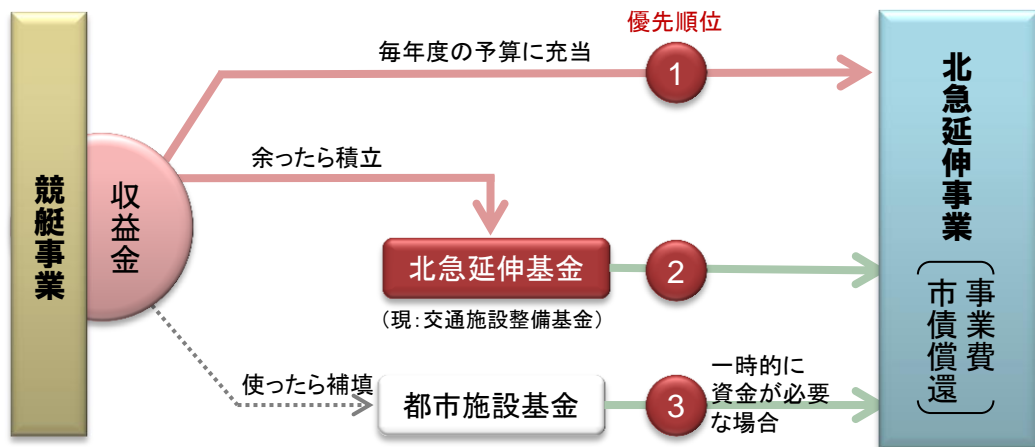 競艇事業
収益金
優先順位
毎年度の予算に充当
1
余ったら積立
北急延伸基金
(現：交通施設整備基金)
2
使ったら補填
都市施設基金
3
一時的に
資金が必要
な場合
北急延伸事業
事業費
市債償還